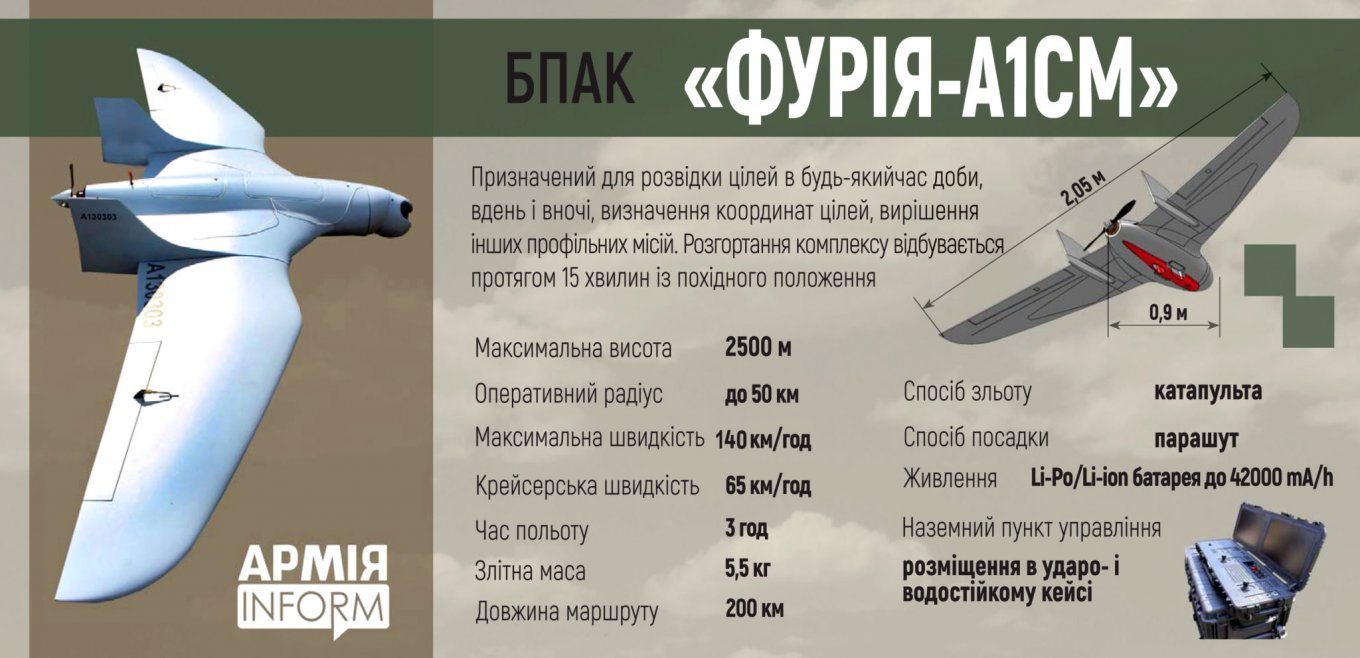 БПАК «ФУРІЯ-А1СМ»
Призначений для розвідки цілей в будь-якийчас доби,
вдень і вночі, визначення координат цілей, вирішення
інших профільних місій. Розгортання комплексу відбувається
протягом 15 хвилин із похідного положення
2,05 м
0,9 м
Максимальна висота 2500 м
Оперативний радіус до 50 км
Максимальна швидкість 140 км/год
Крейсерська швидкість 65 км/год
Час польоту 3 год
Злітна маса 5,5 кг
Довжина маршруту 200 км
Спосіб зльоту катапульта
Спосіб посадки парашут
Живлення Li-Po/Li-ion батарея до 42000 mA/h
Наземний пункт управління
розміщення в ударо- і
водостійкому кейсі
A130303
A130303
АРМІЯ
INFORM